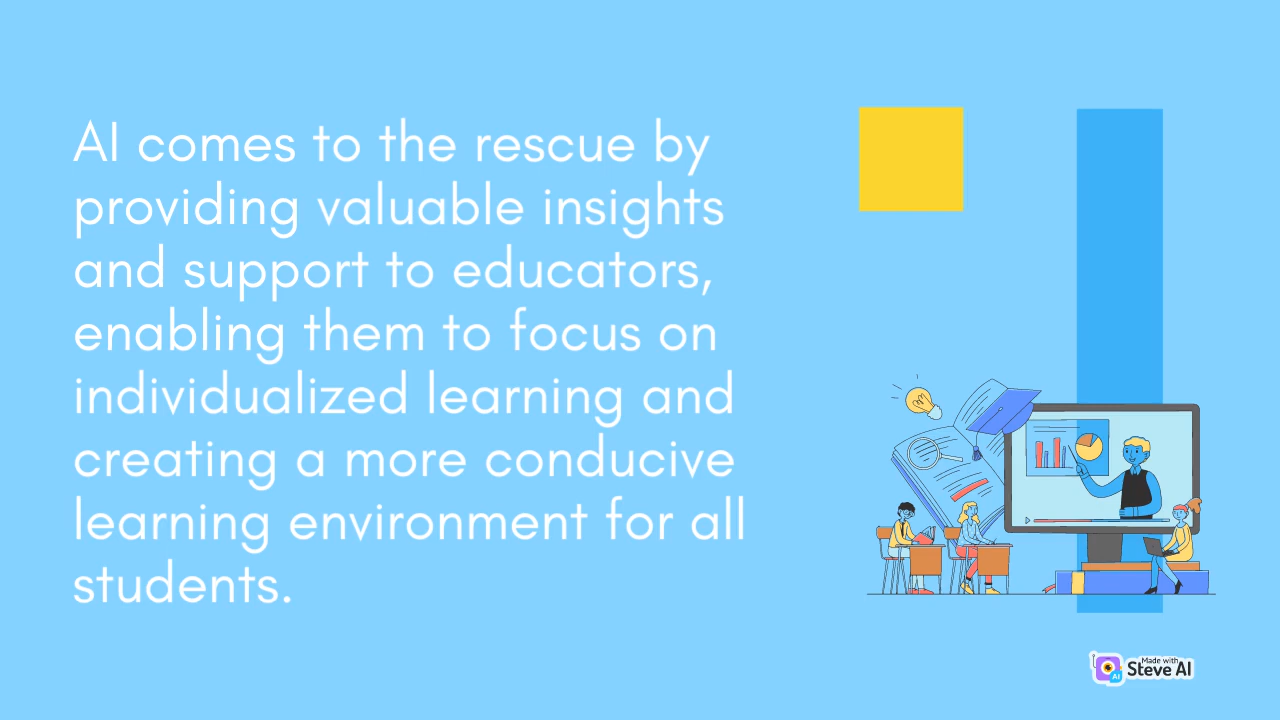 AI comes to the rescue by
providing valuable insights
and support to educators,
enabling them to focus on
individualized learning and
creating a more conducive
learning environment for all
students.
Made with
Steve AI
AI